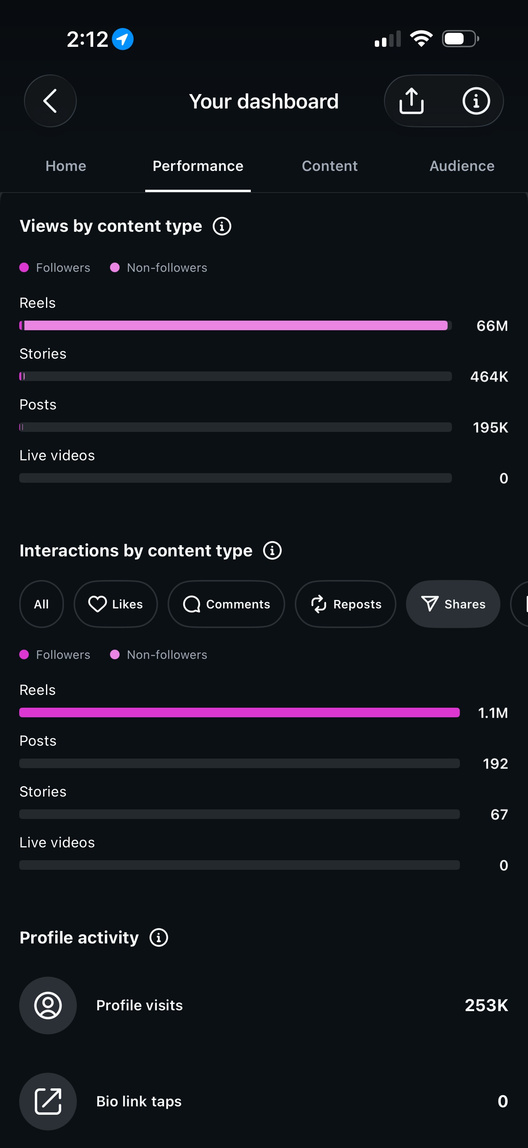 2:12
Your dashboard
Home Performance Content Audience
Views by content type
Followers Non-followers
Reels
66M
Stories
464K
Posts
195K
Live videos
0
Interactions by content type
All Likes Comments Reposts Shares
Followers Non-followers
Reels
1.1M
Posts
192
Stories
67
Live videos
0
Profile activity
Profile visits 253K
Bio link taps 0